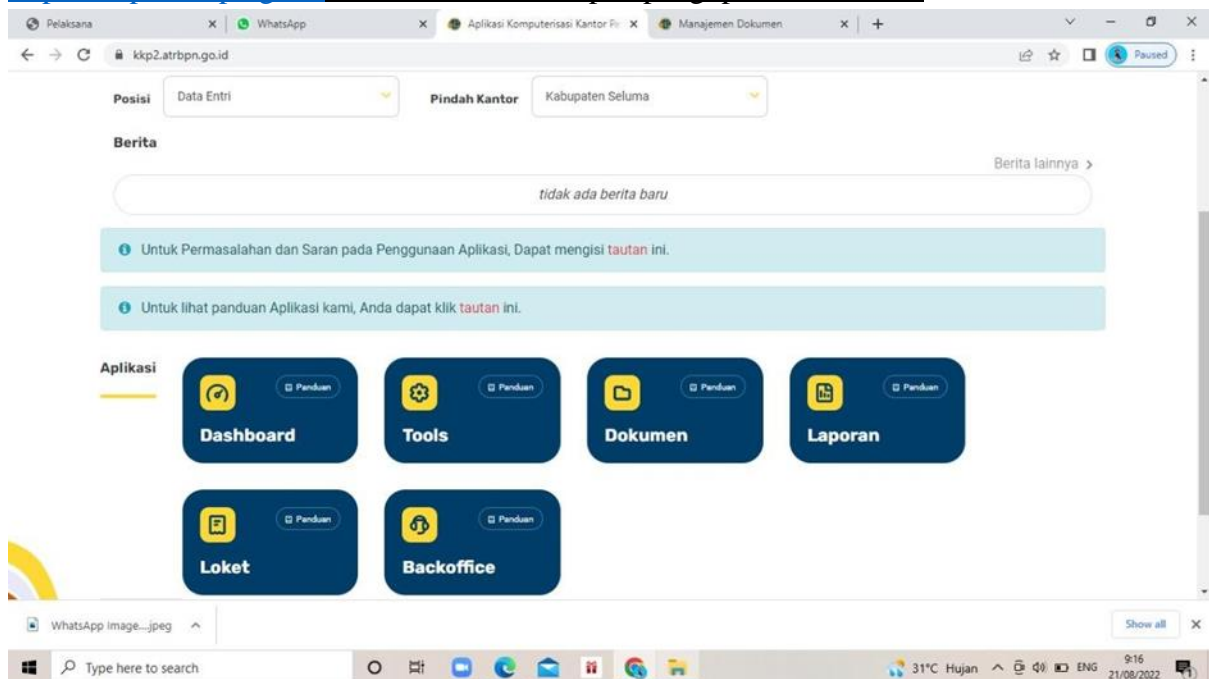 Pelaksana
WhatsApp
Aplikasi Komputerisasi Kantor Pe
Manajemen Dokumen
kkp2.atrbpn.go.id
Paused
Posisi
Data Entri
Pindah Kantor
Kabupaten Seluma
Berita
Berita lainnya >
tidak ada berita baru
Untuk Permasalahan dan Saran pada Penggunaan Aplikasi, Dapat mengisi tautan ini.
Untuk lihat panduan Aplikasi kami, Anda dapat klik tautan ini.
Aplikasi
Panduan
Dashboard
Panduan
Tools
Panduan
Dokumen
Panduan
Laporan
Panduan
Loket
Panduan
Backoffice
WhatsApp Image....jpeg
Show all
Type here to search
31°C Hujan
ENG
9:16
21/08/2022